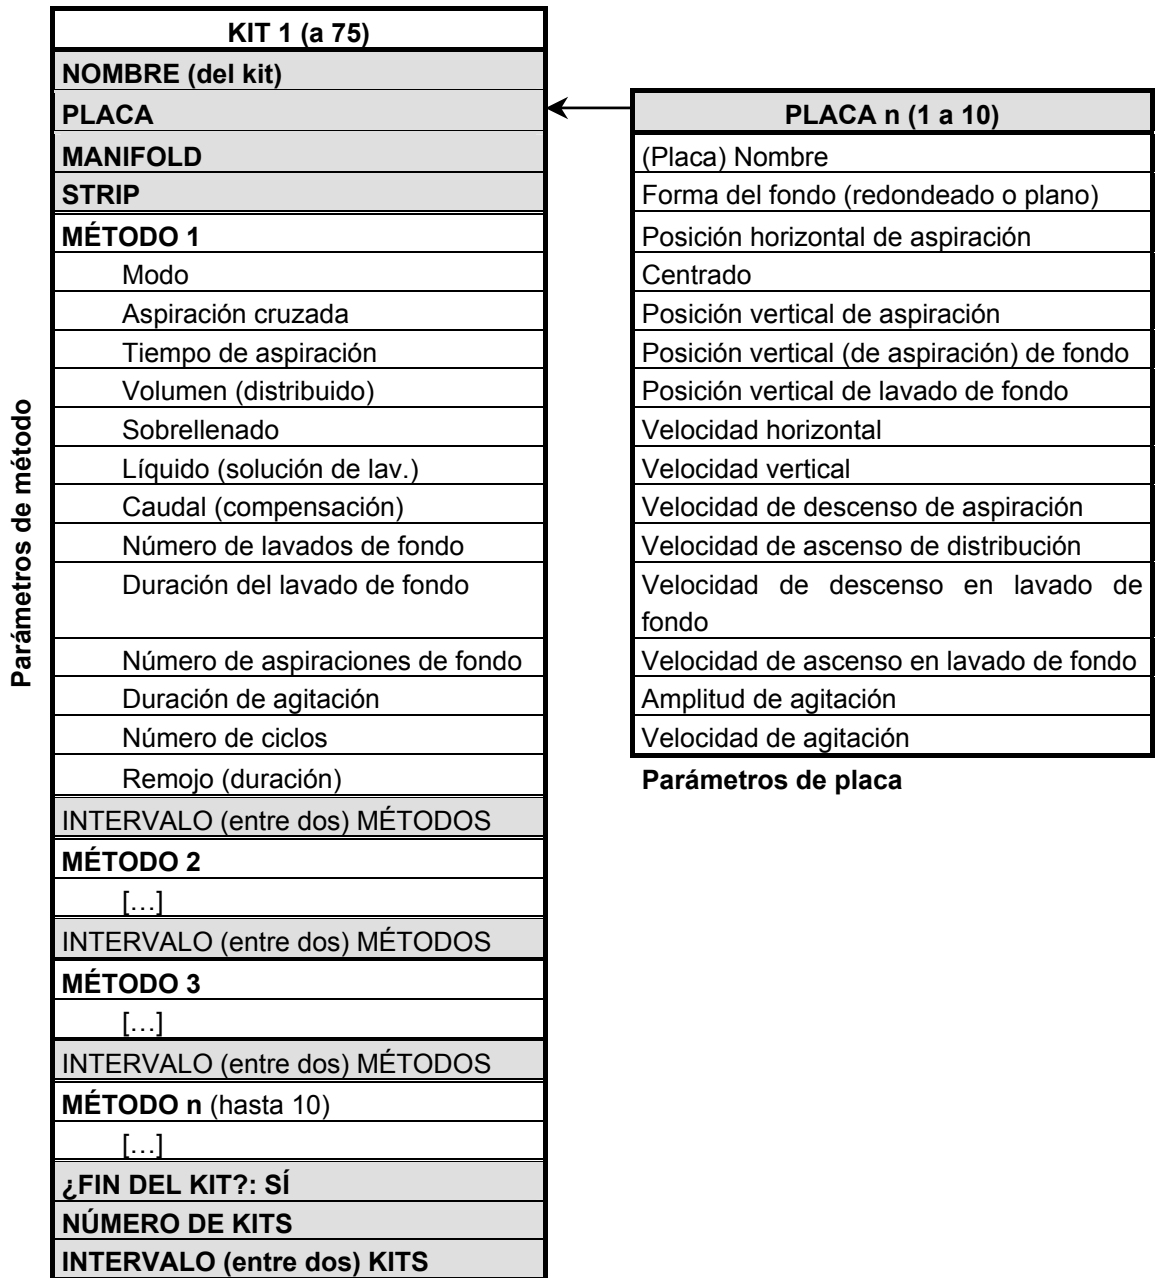 Parámetros de método
KIT 1 (a 75)
NOMBRE (del kit)
PLACA
MANIFOLD
STRIP
MÉTODO 1
Modo
Aspiración cruzada
Tiempo de aspiración
Volumen (distribuido)
Sobrellenado
Líquido (solución de lav.)
Caudal (compensación)
Número de lavados de fondo
Duración del lavado de fondo
Número de aspiraciones de fondo
Duración de agitación
Número de ciclos
Remojo (duración)
INTERVALO (entre dos) MÉTODOS
MÉTODO 2
[…]
INTERVALO (entre dos) MÉTODOS
MÉTODO 3
[…]
INTERVALO (entre dos) MÉTODOS
MÉTODO n (hasta 10)
[…]
¿FIN DEL KIT?: SÍ
NÚMERO DE KITS
INTERVALO (entre dos) KITS
PLACA n (1 a 10)
(Placa) Nombre
Forma del fondo (redondeado o plano)
Posición horizontal de aspiración
Centrado
Posición vertical de aspiración
Posición vertical (de aspiración) de fondo
Posición vertical de lavado de fondo
Velocidad horizontal
Velocidad vertical
Velocidad de descenso de aspiración
Velocidad de ascenso de distribución
Velocidad de descenso en lavado de
fondo
Velocidad de ascenso en lavado de fondo
Amplitud de agitación
Velocidad de agitación
Parámetros de placa